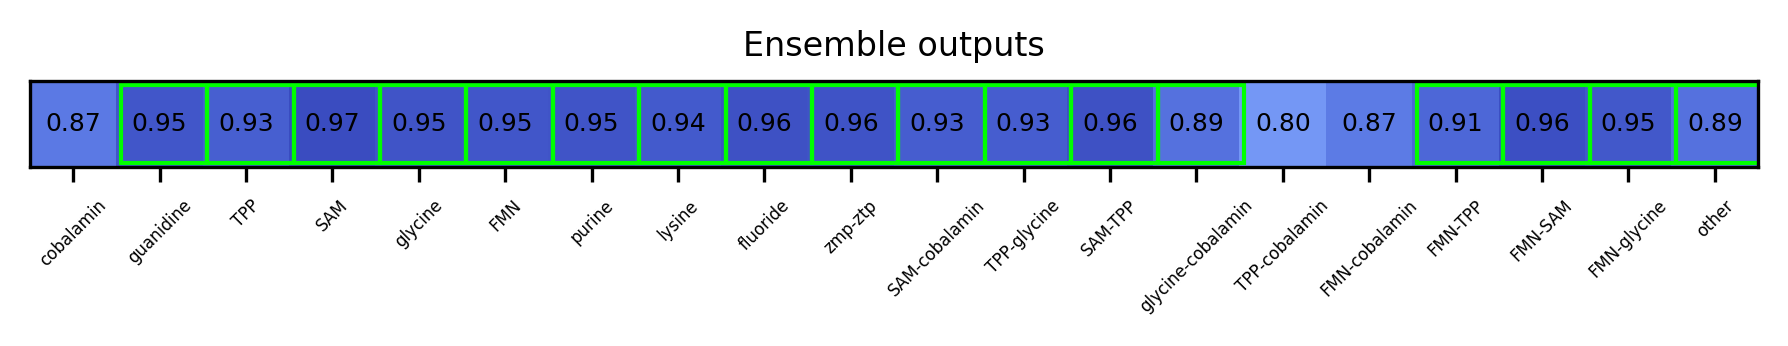 Ensemble outputs
0.87 0.95 0.93 0.97 0.95 0.95 0.95 0.94 0.96 0.96 0.93 0.93 0.96 0.89 0.80 0.87 0.91 0.96 0.95 0.89
cobalamin guanidine TPP SAM glycine FMN purine lysine fluoride zmp-ztp SAM-cobalamin TPP-glycine SAM-TPP glycine-cobalamin TPP-cobalamin FMN-cobalamin FMN-TPP FMN-SAM FMN-glycine other